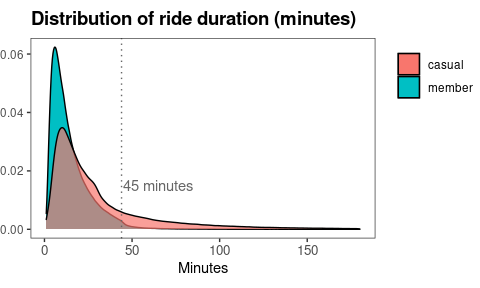 Distribution of ride duration (minutes)
0.06
0.04
0.02
0.00
45 minutes
0
50
100
150
Minutes
casual
member